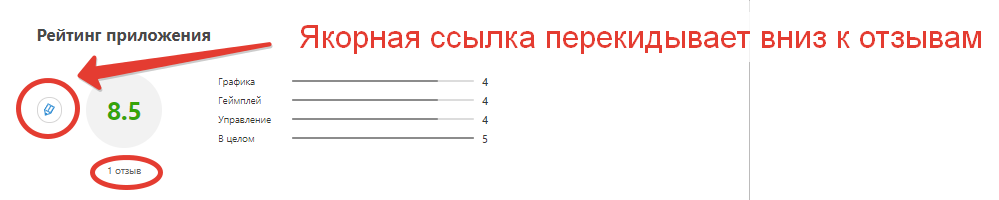 Рейтинг приложения
Якорная ссылка перекидывает вниз к отзывам
8.5
1 отзыв
Графика 4
Геймплей 4
Управление 4
В целом 5